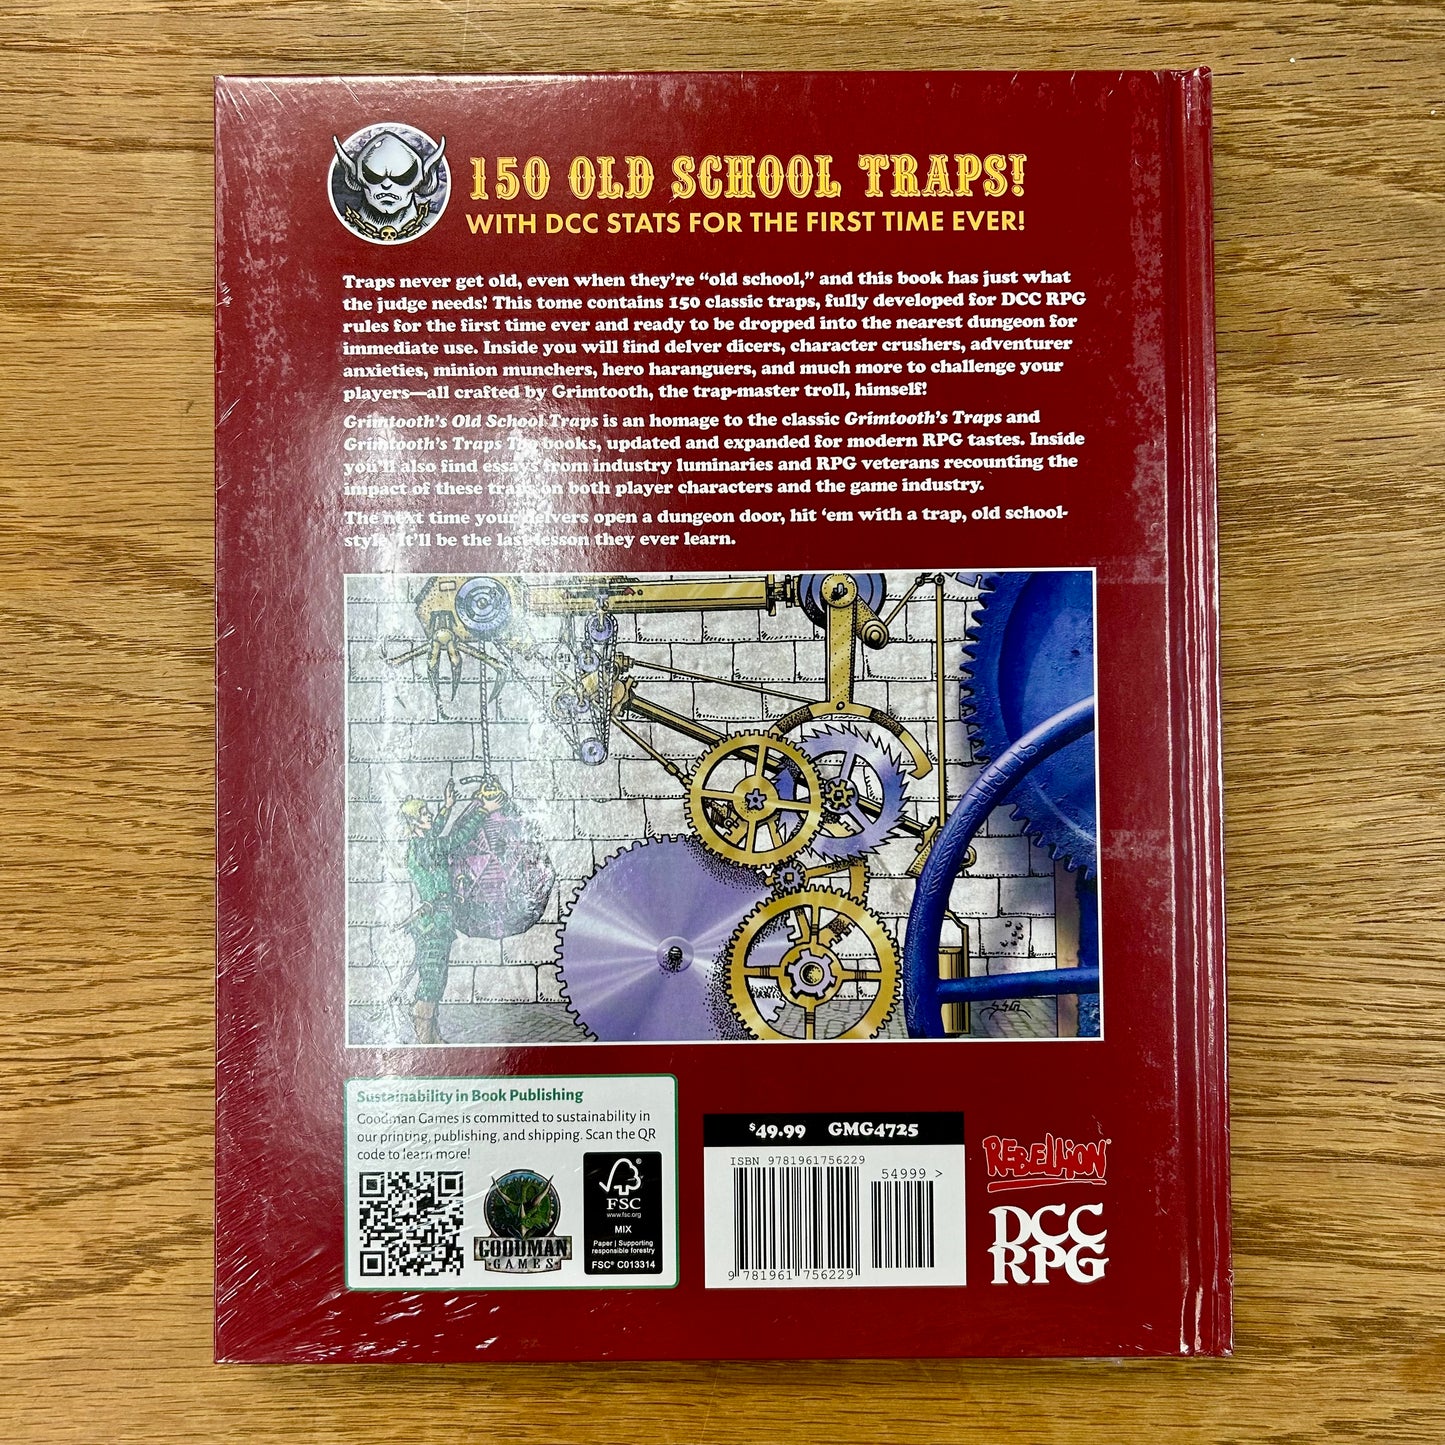 150 OLD SCHOOL TRAPS!
WITH DCC STATS FOR THE FIRST TIME EVER!
Traps never get old, even when they're “old school,” and this book has just what
the judge needs! This tome contains 150 classic traps, fully developed for DCC RPG
rules for the first time ever and ready to be dropped into the nearest dungeon for
immediate use. Inside you will find delver dicers, character crushers, adventurer
anxieties, minion munchers, hero haranguers, and much more to challenge your
players—all crafted by Grimtooth, the trap-master troll, himself!
Grimtooth's Old School Traps is an homage to the classic Grimtooth's Traps and
Grimtooth's Traps Too books, updated and expanded for modern RPG tastes. Inside
you'll also find essays from industry luminaries and RPG veterans recounting the
impact of these traps on both player characters and the game industry.
The next time your delvers open a dungeon door, hit ‘em with a trap, old school-
style. It'll be the last lesson they ever learn.
Sustainability in Book Publishing
Goodman Games is committed to sustainability in
our printing, publishing, and shipping. Scan the QR
code to learn more!
GOODMAN
GAMES
FSC
www.fsc.org
MIX
Paper | Supporting
responsible forestry
FSC® C013314
$49.99 GMG4725
ISBN 9781961756229
54999 >
9 781961 756229
REBELLION®
DCC
RPG